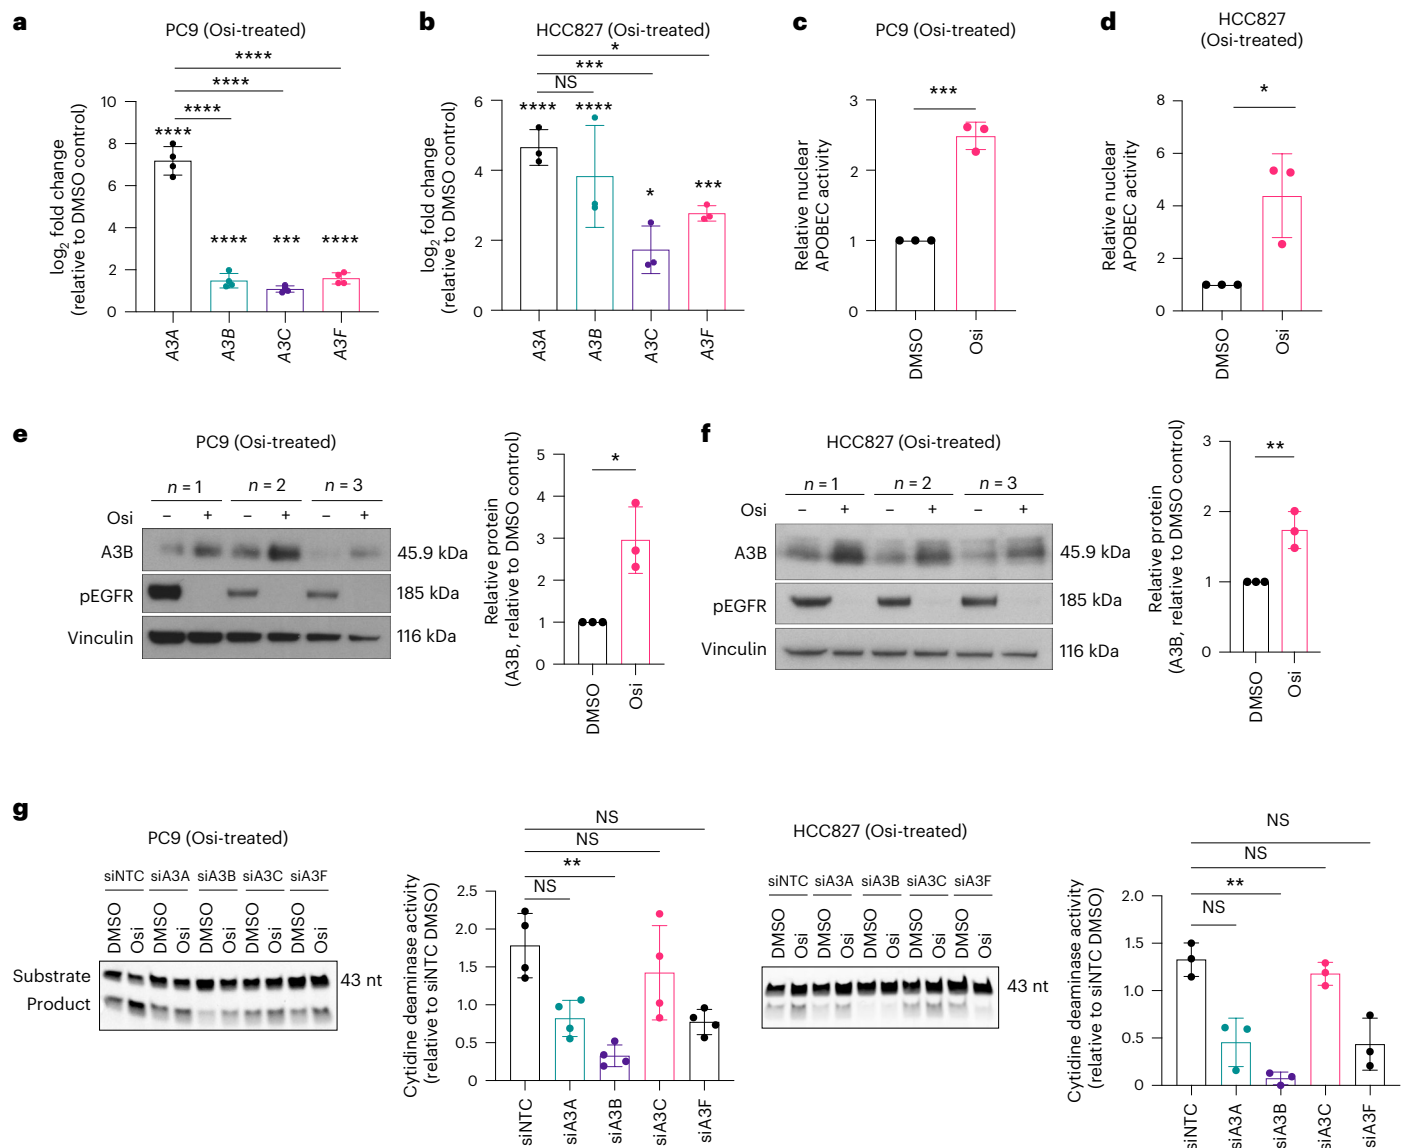 a
PC9 (Osi-treated)
****
****
****
****
****
***
****
log2 fold change
(relative to DMSO control)
10
8
6
4
2
0
A3A
A3B
A3C
A3F
b
HCC827 (Osi-treated)
*
***
NS
****
****
*
***
log2 fold change
(relative to DMSO control)
6
4
2
0
A3A
A3B
A3C
A3F
c
PC9 (Osi-treated)
***
Relative nuclear
APOBEC activity
3
2
1
0
DMSO
Osi
d
HCC827
(Osi-treated)
*
Relative nuclear
APOBEC activity
8
6
4
2
0
DMSO
Osi
e
PC9 (Osi-treated)
n = 1 n = 2 n = 3
Osi − + − + − +
A3B 45.9 kDa
pEGFR 185 kDa
Vinculin 116 kDa
*
Relative protein
(A3B, relative to DMSO control)
5
4
3
2
1
0
DMSO
Osi
f
HCC827 (Osi-treated)
n = 1 n = 2 n = 3
Osi − + − + − +
A3B 45.9 kDa
pEGFR 185 kDa
Vinculin 116 kDa
**
Relative protein
(A3B, relative to DMSO control)
3
2
1
0
DMSO
Osi
g
PC9 (Osi-treated)
siNTC siA3A siA3B siA3C siA3F
DMSO Osi DMSO Osi DMSO Osi DMSO Osi DMSO Osi
Substrate 43 nt
Product
NS
NS
**
NS
Cytidine deaminase activity
(relative to siNTC DMSO)
2.5
2.0
1.5
1.0
0.5
0
siNTC
siA3A
siA3B
siA3C
siA3F
HCC827 (Osi-treated)
siNTC siA3A siA3B siA3C siA3F
DMSO Osi DMSO Osi DMSO Osi DMSO Osi DMSO Osi
43 nt
NS
NS
**
NS
Cytidine deaminase activity
(relative to siNTC DMSO)
2.0
1.5
1.0
0.5
0
siNTC
siA3A
siA3B
siA3C
siA3F